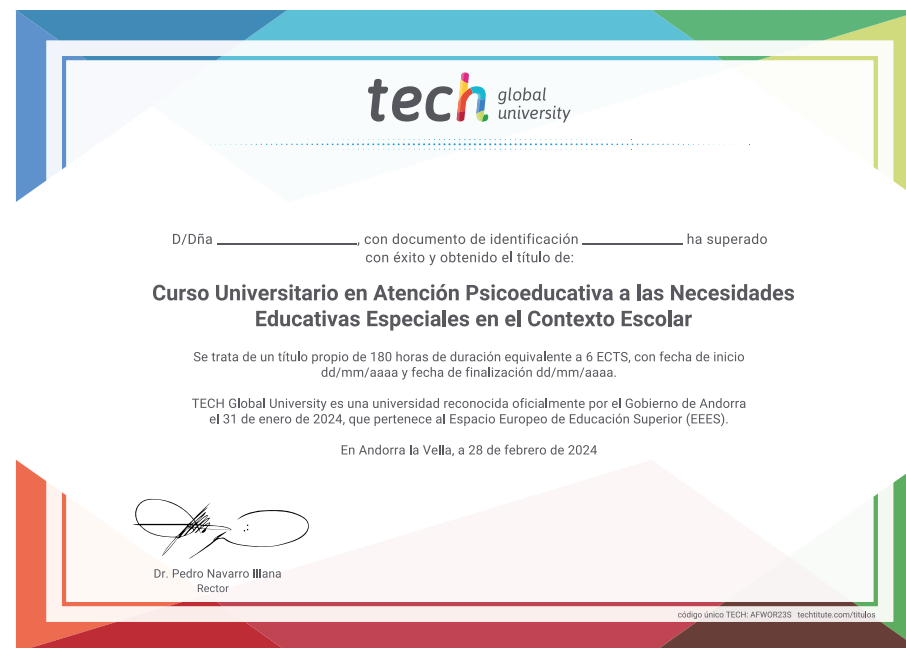 tech global university
D/Dña ____________________, con documento de identificación ______________ ha superado
con éxito y obtenido el título de:
Curso Universitario en Atención Psicoeducativa a las Necesidades
Educativas Especiales en el Contexto Escolar
Se trata de un título propio de 180 horas de duración equivalente a 6 ECTS, con fecha de inicio
dd/mm/aaaa y fecha de finalización dd/mm/aaaa.
TECH Global University es una universidad reconocida oficialmente por el Gobierno de Andorra
el 31 de enero de 2024, que pertenece al Espacio Europeo de Educación Superior (EEES).
En Andorra la Vella, a 28 de febrero de 2024
Dr. Pedro Navarro Illana
Rector
código único TECH: AFWOR23S techtitute.com/titulos